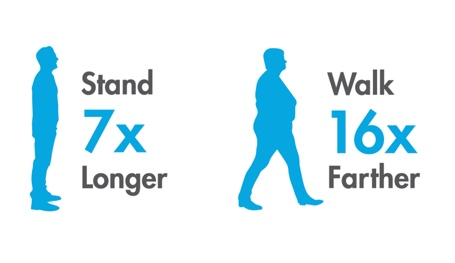 Stand
7x
Longer
Walk
16x
Farther